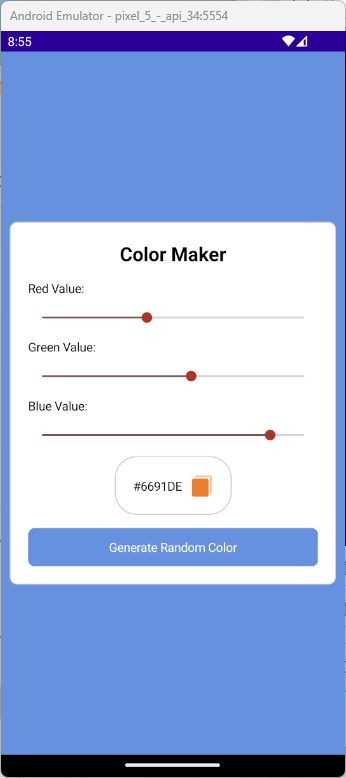 Android Emulator - pixel_5_-_api_34:5554
8:55
Color Maker
Red Value:
Green Value:
Blue Value:
#6691DE
Generate Random Color